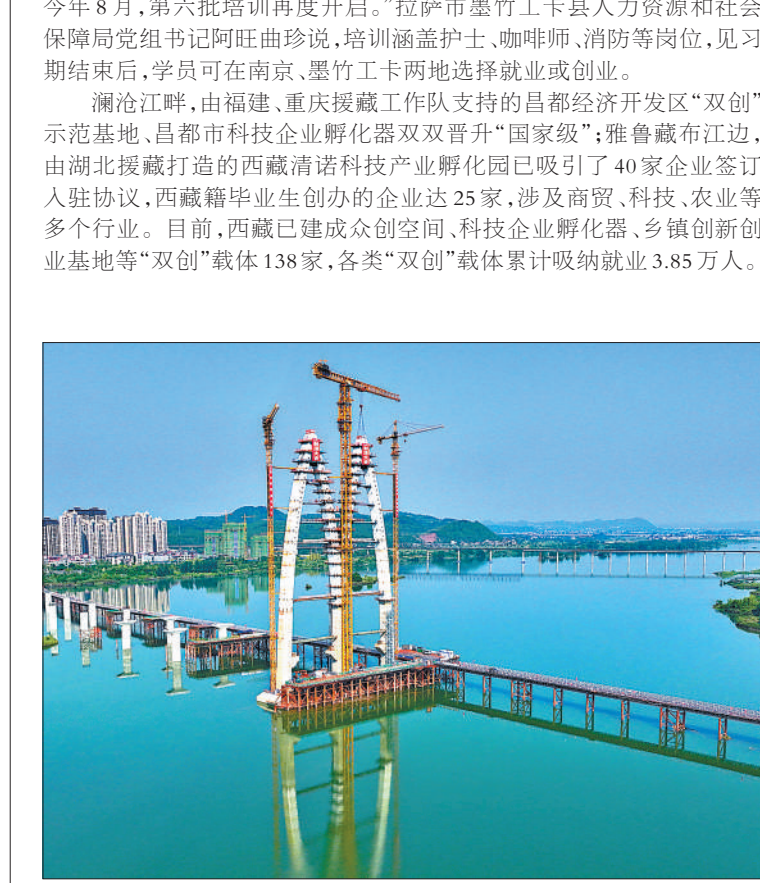 今年8月,第六批培训再度开启。”拉萨市墨竹工卡县人力资源和社会
保障局党组书记阿旺曲珍说,培训涵盖护士、咖啡师、消防等岗位,见习
期结束后,学员可在南京、墨竹工卡两地选择就业或创业。
澜沧江畔,由福建、重庆援藏工作队支持的昌都经济开发区“双创”
示范基地、昌都市科技企业孵化器双双晋升“国家级”;雅鲁藏布江边,
由湖北援藏打造的西藏清诺科技产业孵化园已吸引了40家企业签订
入驻协议,西藏籍毕业生创办的企业达25家,涉及商贸、科技、农业等
多个行业。目前,西藏已建成众创空间、科技企业孵化器、乡镇创新创
业基地等“双创”载体138家,各类“双创”载体累计吸纳就业3.85万人。